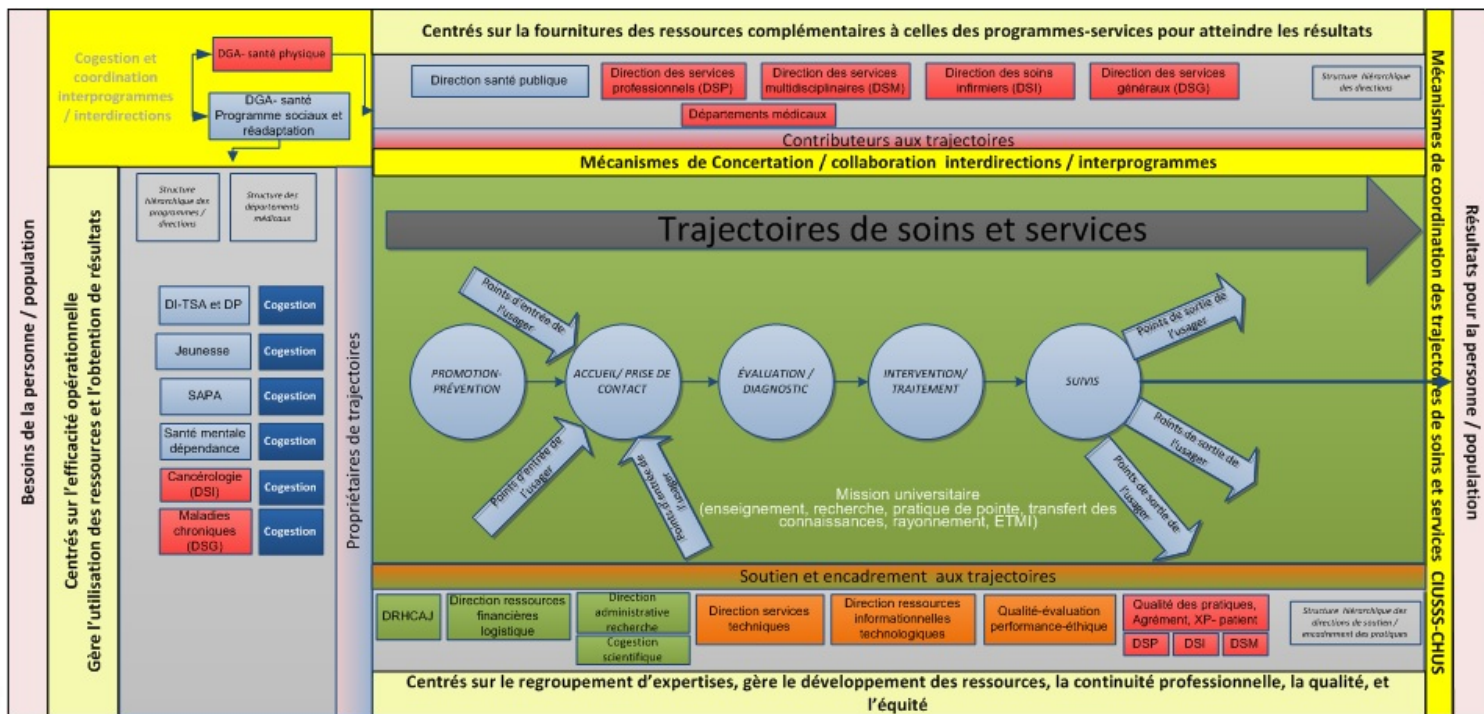 Besoins de la personne / population
Cogestion et
coordination
interprogrammes
/ interdirections
DGA- santé physique
DGA- santé
Programme sociaux et
réadaptation
Centrés sur la fournitures des ressources complémentaires à celles des programmes-services pour atteindre les résultats
Direction santé publique
Direction des services
professionnels (DSP)
Direction des services
multidisciplinaires (DSM)
Direction des soins
infirmiers (DSI)
Direction des services
généraux (DSG)
Structure hiérarchique
des directions
Départements médicaux
Contributeurs aux trajectoires
Mécanismes de Concertation / collaboration interdirections / interprogrammes
Centrés sur l'efficacité opérationnelle
Gère l'utilisation des ressources et l'obtention de résultats
Structure
hiérarchique des
programmes /
directions
Structure des
départements
médicaux
DI-TSA et DP
Cogestion
Jeunesse
Cogestion
SAPA
Cogestion
Santé mentale
dépendance
Cogestion
Cancérologie
(DSI)
Cogestion
Maladies
chroniques
(DSG)
Cogestion
Propriétaires de trajectoires
Trajectoires de soins et services
Points d'entrée de
l'usager
PROMOTION-
PRÉVENTION
ACCUEIL/ PRISE DE
CONTACT
ÉVALUATION /
DIAGNOSTIC
INTERVENTION/
TRAITEMENT
SUIVIS
Points de sortie de
l'usager
Points d'entrée de
l'usager
Points d'entrée de
l'usager
Points de sortie de
l'usager
Points de sortie de
l'usager
Mission universitaire
(enseignement, recherche, pratique de pointe, transfert des
connaissances, rayonnement, ETMI)
Soutien et encadrement aux trajectoires
DRHCAJ
Direction ressources
financières
logistique
Direction
administrative
recherche
Cogestion
scientifique
Direction services
techniques
Direction ressources
informationnelles
technologiques
Qualité-évaluation
performance-éthique
Qualité des pratiques,
Agrément, XP- patient
DSP
DSI
DSM
Structure hiérarchique des
directions de soutien /
encadrement des pratiques
Centrés sur le regroupement d'expertises, gère le développement des ressources, la continuité professionnelle, la qualité, et
l'équité
Mécanismes de coordination des trajectoires de soins et services CIUSSS-CHUS
Résultats pour la personne / population